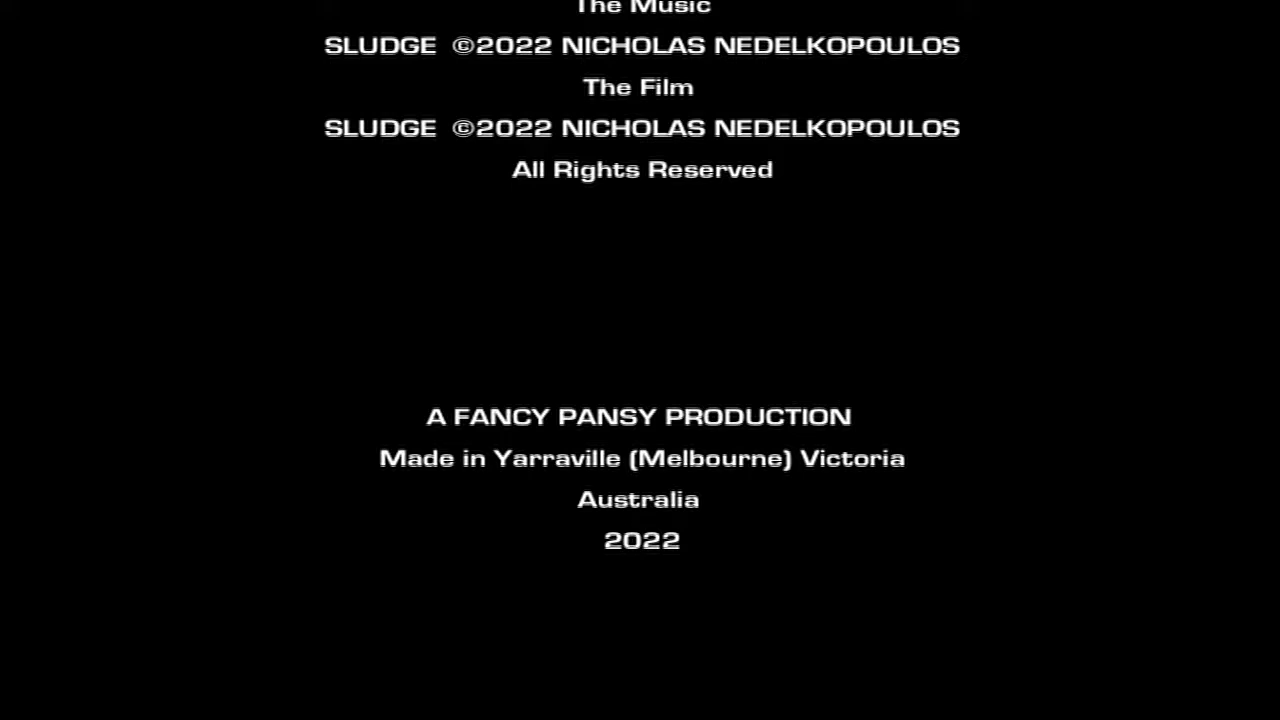 The Music
SLUDGE ©2022 NICHOLAS NEDELKOPOULOS
The Film
SLUDGE ©2022 NICHOLAS NEDELKOPOULOS
All Rights Reserved
A FANCY PANSY PRODUCTION
Made in Yarraville (Melbourne) Victoria
Australia
2022